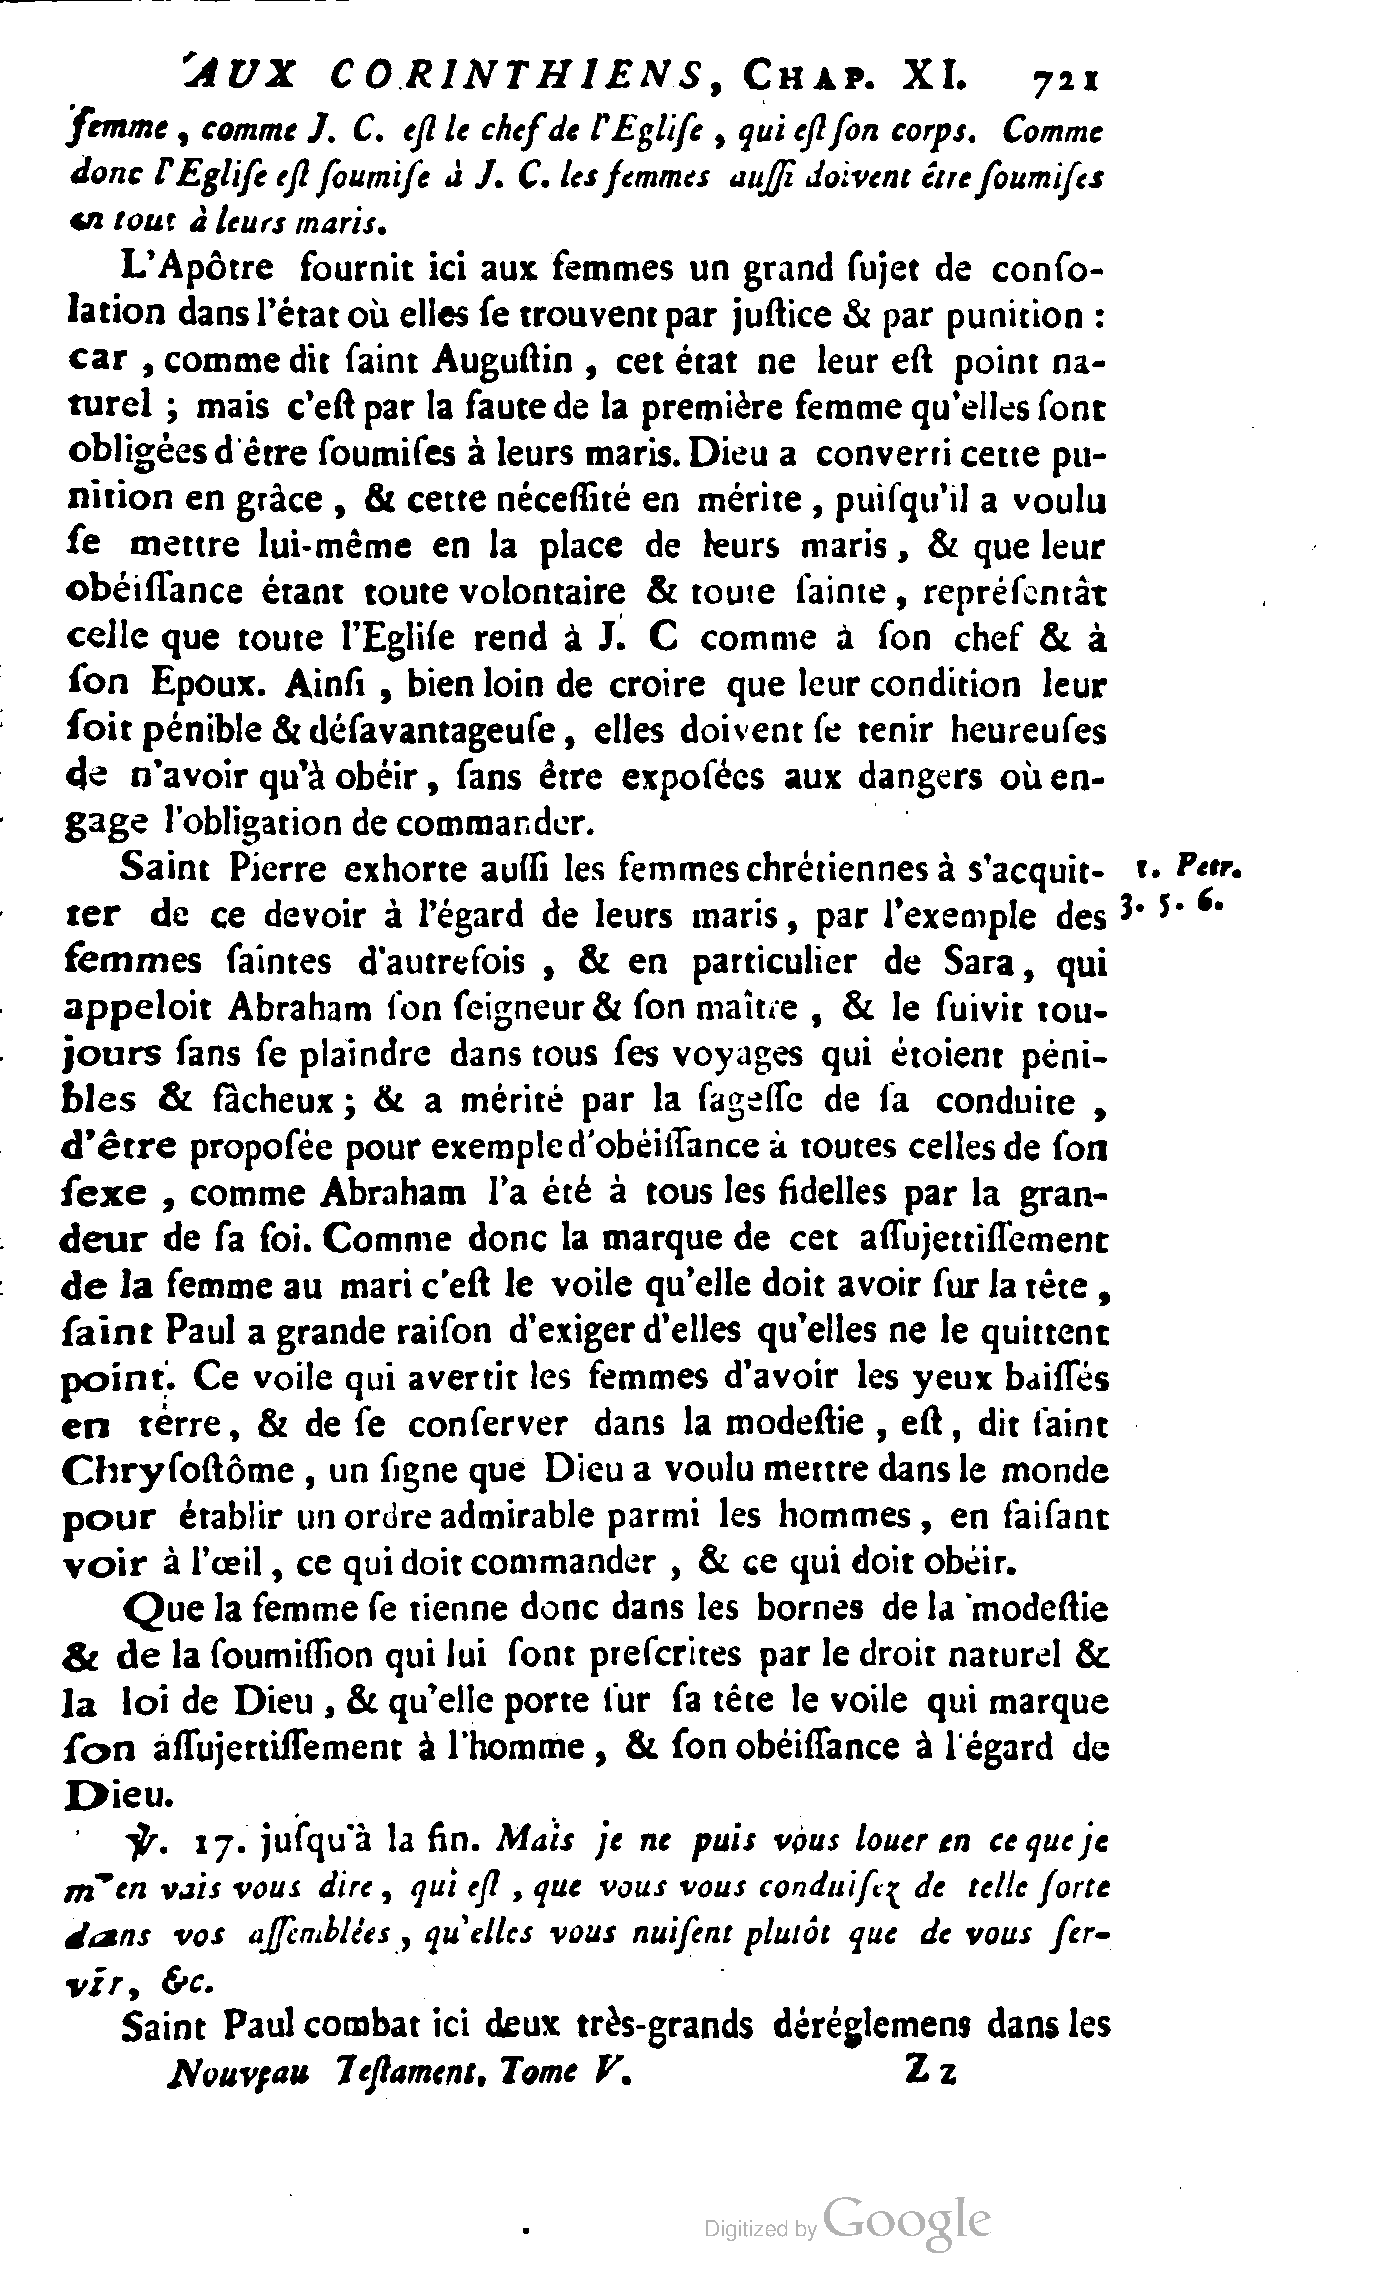 AUX CORINTHIENS, CHAP. XI. 721
femme, comme J. C. eſt le chef de l'Egliſe, qui eſt ſon corps. Comme
donc l'Egliſe eſt ſoumiſe à J. C. les femmes auſſi doivent être ſoumiſes
en tout à leurs maris.
L'Apôtre fournit ici aux femmes un grand ſujet de conſo-
lation dans l'état où elles ſe trouvent par juſtice & par punition :
car, comme dit ſaint Auguſtin, cet état ne leur eſt point na-
turel ; mais c'eſt par la faute de la première femme qu'elles ſont
obligées d'être ſoumiſes à leurs maris. Dieu a converti cette pu-
nition en grâce, & cette néceſſité en mérite, puiſqu'il a voulu
ſe mettre lui-même en la place de leurs maris, & que leur
obéiſſance étant toute volontaire & toute ſainte, repréſentât
celle que toute l'Egliſe rend à J. C comme à ſon chef & à
ſon Epoux. Ainſi, bien loin de croire que leur condition leur
ſoit pénible & déſavantageuſe, elles doivent ſe tenir heureuſes
de n'avoir qu'à obéir, ſans être expoſées aux dangers où en-
gage l'obligation de commander.
Saint Pierre exhorte auſſi les femmes chrétiennes à s'acquit- 1. Petr.
ter de ce devoir à l'égard de leurs maris, par l'exemple des 3. 5. 6.
femmes ſaintes d'autrefois, & en particulier de Sara, qui
appeloit Abraham ſon ſeigneur & ſon maître, & le ſuivit tou-
jours ſans ſe plaindre dans tous ſes voyages qui étoient péni-
bles & fâcheux ; & a mérité par la ſageſſe de ſa conduite,
d'être propoſée pour exemple d'obéiſſance à toutes celles de ſon
ſexe, comme Abraham l'a été à tous les fidelles par la gran-
deur de ſa foi. Comme donc la marque de cet aſſujettiſſement
de la femme au mari c'eſt le voile qu'elle doit avoir ſur la tête,
ſaint Paul a grande raiſon d'exiger d'elles qu'elles ne le quittent
point. Ce voile qui avertit les femmes d'avoir les yeux baiſſés
en terre, & de ſe conſerver dans la modeſtie, eſt, dit ſaint
Chryſoſtôme, un ſigne que Dieu a voulu mettre dans le monde
pour établir un ordre admirable parmi les hommes, en faiſant
voir à l'œil, ce qui doit commander, & ce qui doit obéir.
Que la femme ſe tienne donc dans les bornes de la modeſtie
& de la ſoumiſſion qui lui ſont preſcrites par le droit naturel &
la loi de Dieu, & qu'elle porte ſur ſa tête le voile qui marque
ſon aſſujettiſſement à l'homme, & ſon obéiſſance à l'égard de
Dieu.
℣. 17. juſqu'à la fin. Mais je ne puis vous louer en ce que je
m'en vais vous dire, qui eſt, que vous vous conduiſez de telle ſorte
dans vos aſſemblées, qu'elles vous nuiſent plutôt que de vous ſer-
vir, &c.
Saint Paul combat ici deux très-grands déréglemens dans les
Nouveau Teſtament. Tome V. Z z
Digitized by Google